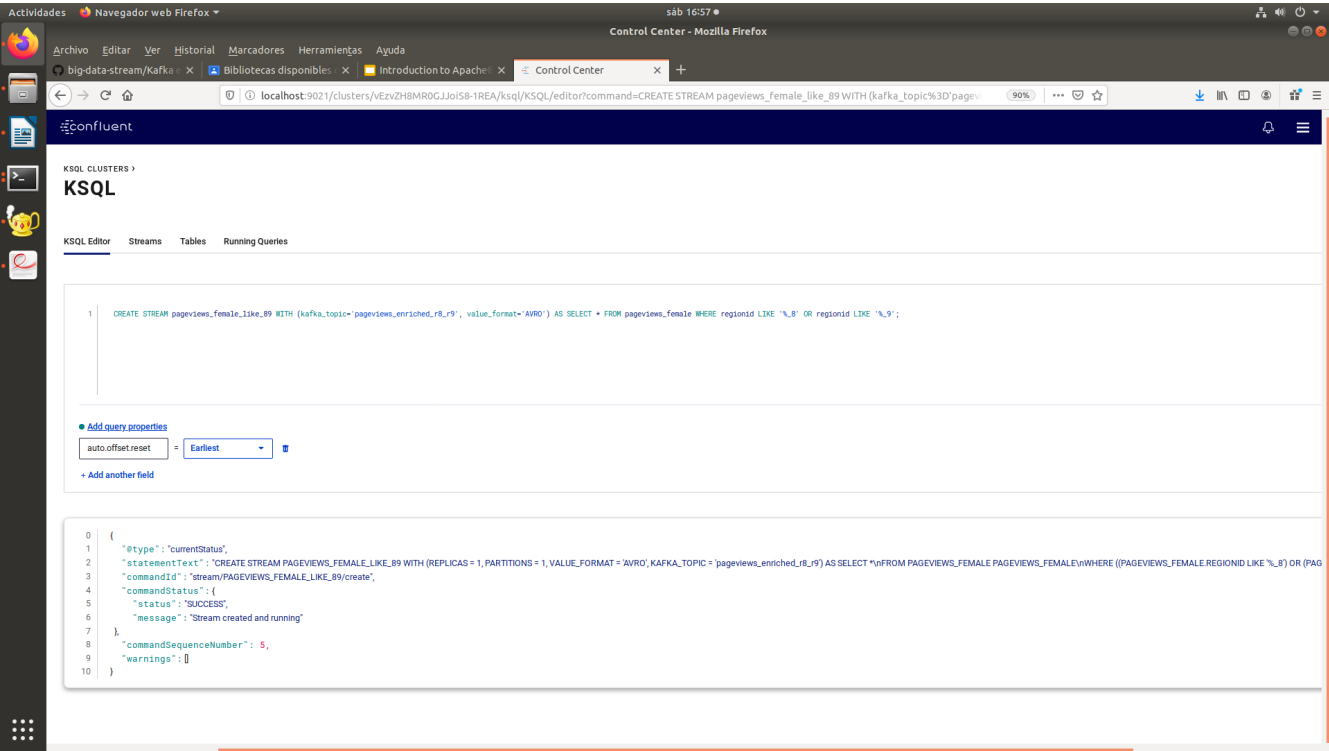 Actividades Navegador web Firefox sáb 16:57
Control Center - Mozilla Firefox
Archivo Editar Ver Historial Marcadores Herramientas Ayuda
big-data-stream/Kafka e Bibliotecas disponibles Introduction to Apache Control Center
localhost:9021/clusters/vEzvZH8MR0GJJoiS8-1REA/ksql/KSQL/editor?command=CREATE STREAM pageviews_female_like_89 WITH (kafka_topic%3D'pagev 90%
confluent
KSQL CLUSTERS >
KSQL
KSQL Editor Streams Tables Running Queries
1 CREATE STREAM pageviews_female_like_89 WITH (kafka_topic='pageviews_enriched_r8_r9', value_format='AVRO') AS SELECT * FROM pageviews_female WHERE regionid LIKE '%_8' OR regionid LIKE '%_9';
Add query properties
auto.offset.reset = Earliest
+ Add another field
0 {
1 "@type": "currentStatus",
2 "statementText": "CREATE STREAM PAGEVIEWS_FEMALE_LIKE_89 WITH (REPLICAS = 1, PARTITIONS = 1, VALUE_FORMAT = 'AVRO', KAFKA_TOPIC = 'pageviews_enriched_r8_r9') AS SELECT *\nFROM PAGEVIEWS_FEMALE PAGEVIEWS_FEMALE\nWHERE ((PAGEVIEWS_FEMALE.REGIONID LIKE '%_8') OR (PAG
3 "commandId": "stream/PAGEVIEWS_FEMALE_LIKE_89/create",
4 "commandStatus": {
5 "status": "SUCCESS",
6 "message": "Stream created and running"
7 },
8 "commandSequenceNumber": 5,
9 "warnings": []
10 }